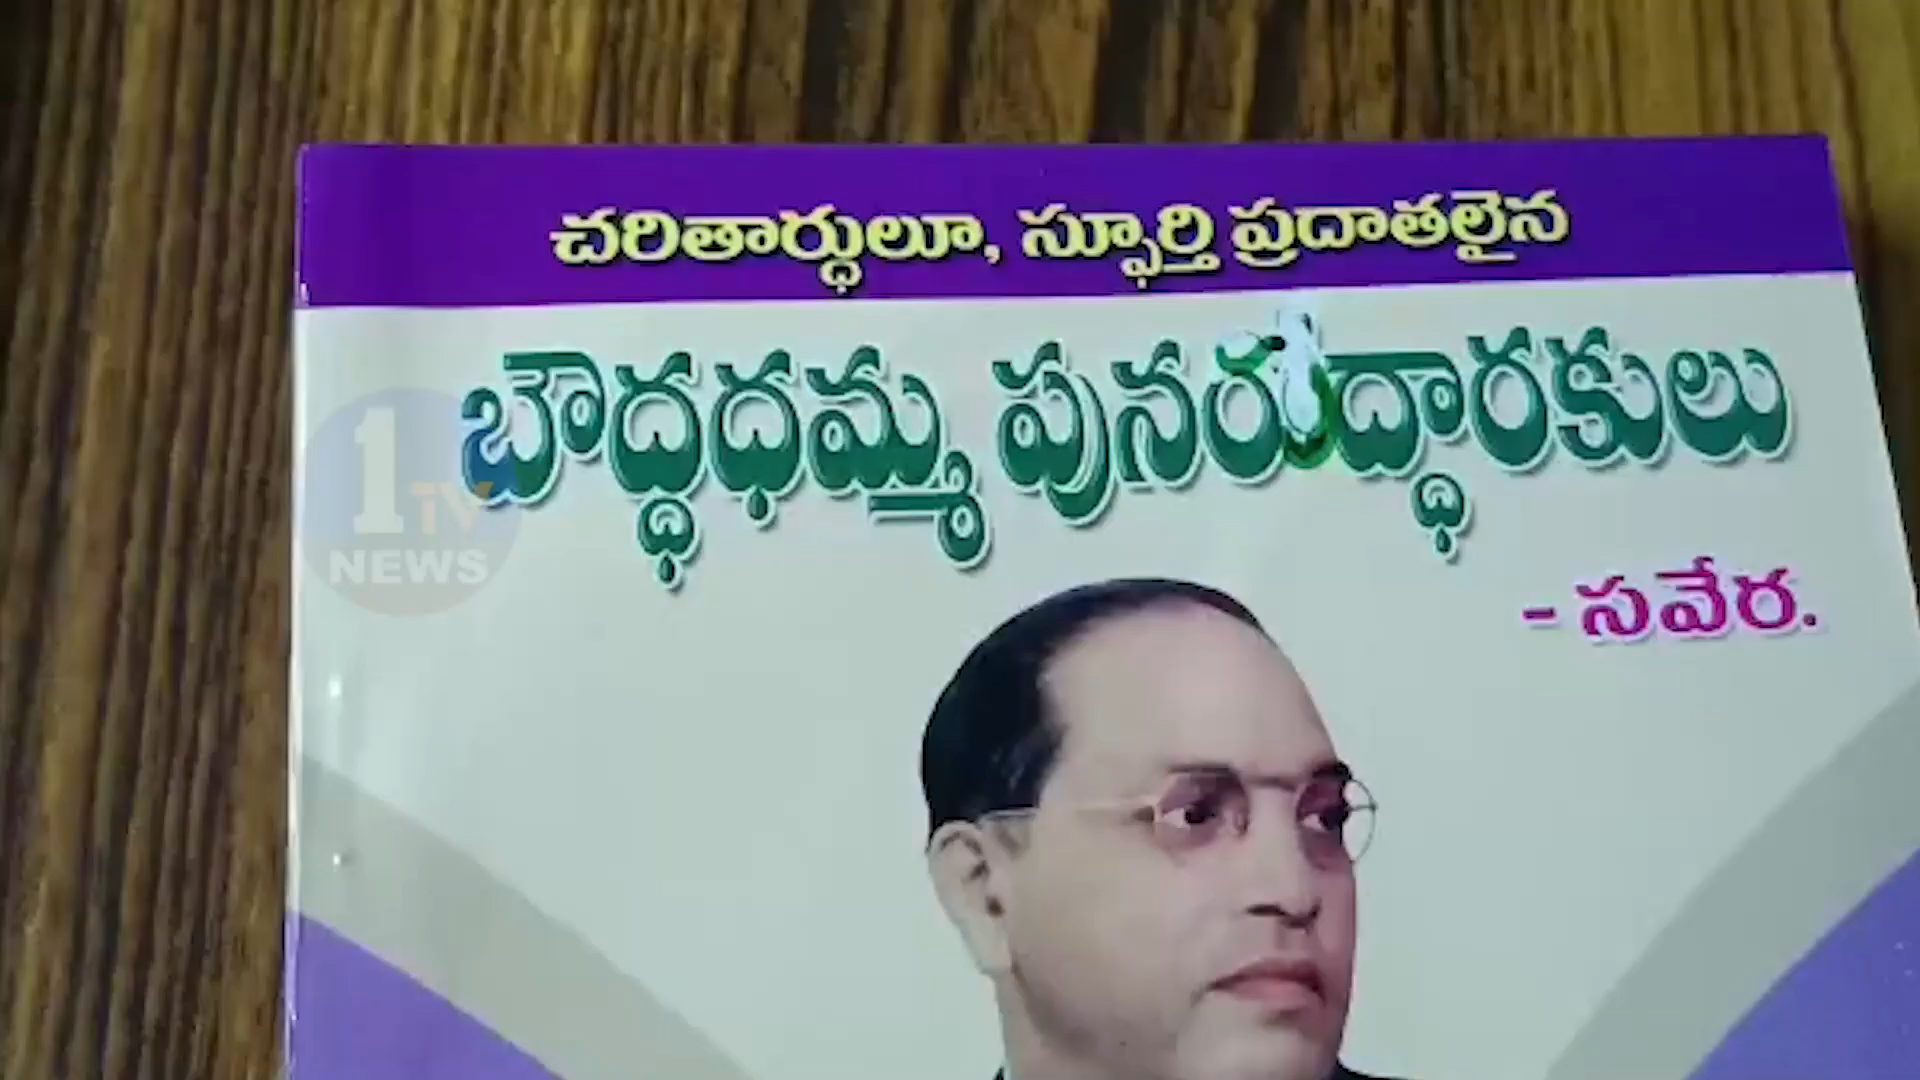 చరితార్ధులూ, స్ఫూర్తి ప్రదాతలైన
బౌద్ధధమ్మ పునరుద్ధారకులు
- సవేర.
1
TV
NEWS